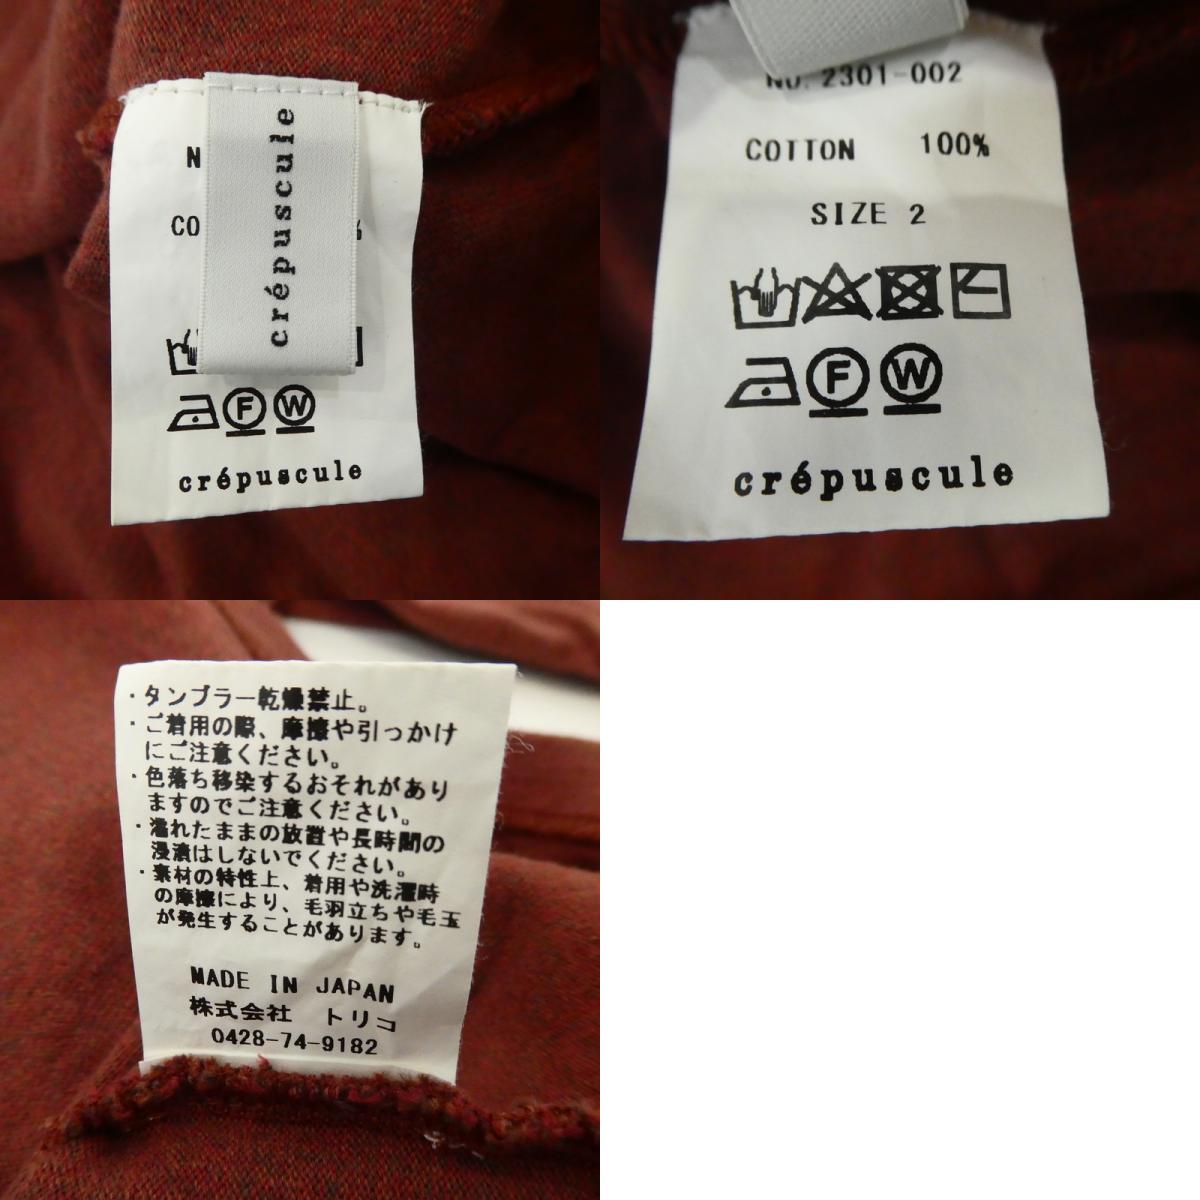 crépuscule
N
CO %
F W
crépuscule
NO. 2301-002
COTTON 100%
SIZE 2
F W
crépuscule
・タンブラー乾燥禁止。
・ご着用の際、摩擦や引っかけ
にご注意ください。
・色落ち移染するおそれがあり
ますのでご注意ください。
・濡れたままの放置や長時間の
浸漬はしないでください。
・素材の特性上、着用や洗濯時
の摩擦により、毛羽立ちや毛玉
が発生することがあります。
MADE IN JAPAN
株式会社 トリコ
0428-74-9182